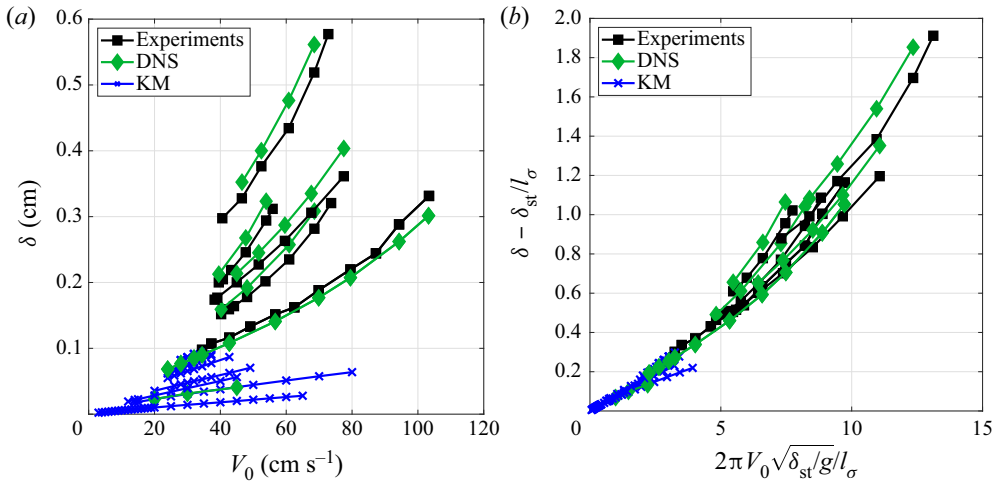 (a)
0.6
0.5
0.4
0.3
0.2
0.1
0
20
40
60
80
100
120
δ (cm)
V₀ (cm s⁻¹)
Experiments
DNS
KM
(b)
2.0
1.8
1.6
1.4
1.2
1.0
0.8
0.6
0.4
0.2
0
5
10
15
δ – δst/lσ
2πV₀√δst/g/lσ
Experiments
DNS
KM